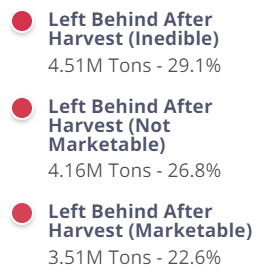 Left Behind After
Harvest (Inedible)
4.51M Tons - 29.1%
Left Behind After
Harvest (Not
Marketable)
4.16M Tons - 26.8%
Left Behind After
Harvest (Marketable)
3.51M Tons - 22.6%